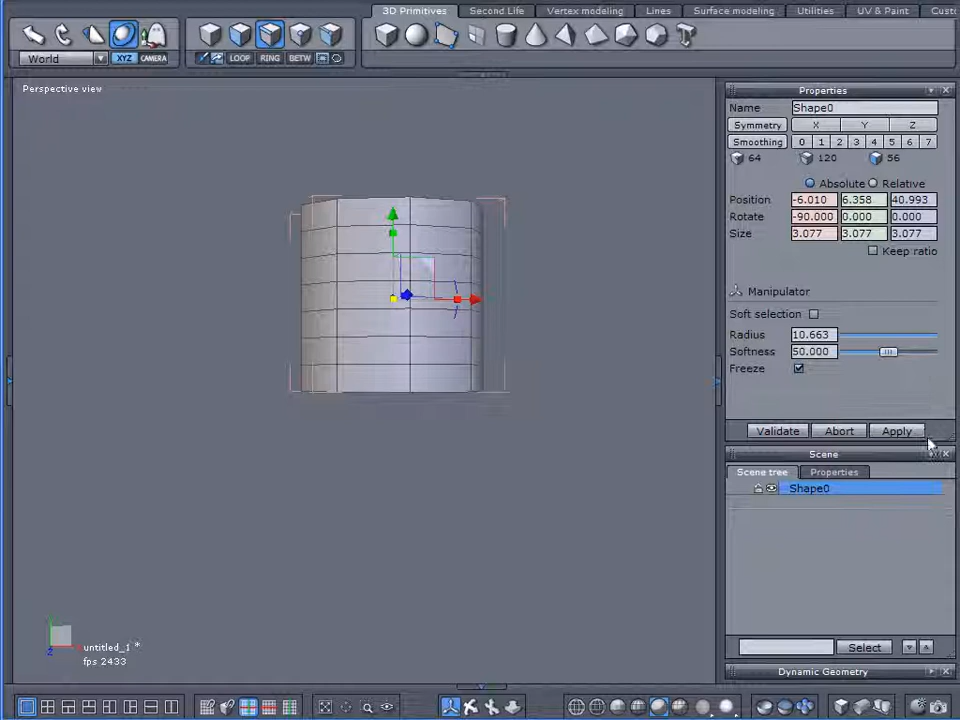 3D Primitives Second Life Vertex modeling Lines Surface modeling Utilities UV & Paint
World XYZ CAMERA LOOP RING BETW
Perspective view
Properties
Name Shape0
Symmetry X Y Z
Smoothing 0 1 2 3 4 5 6 7
64 120 56
Absolute Relative
Position -6.010 6.358 40.993
Rotate -90.000 0.000 0.000
Size 3.077 3.077 3.077
Keep ratio
Manipulator
Soft selection
Radius 10.663
Softness 50.000
Freeze
Validate Abort Apply
Scene
Scene tree Properties
Shape0
untitled_1 *
fps 2433
Select
Dynamic Geometry